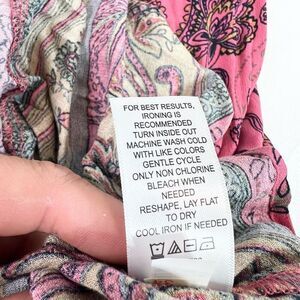 FOR BEST RESULTS,
IRONING IS
RECOMMENDED
TURN INSIDE OUT
MACHINE WASH COLD
WITH LIKE COLORS
GENTLE CYCLE
ONLY NON CHLORINE
BLEACH WHEN
NEEDED
RESHAPE, LAY FLAT
TO DRY
COOL IRON IF NEEDED